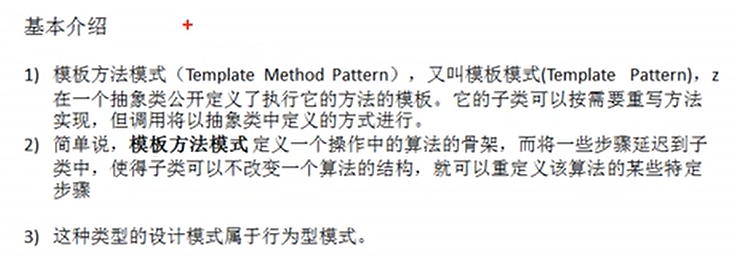 基本介绍
1) 模板方法模式（Template Method Pattern），又叫模板模式(Template Pattern)，z
在一个抽象类公开定义了执行它的方法的模板。它的子类可以按需要重写方法
实现，但调用将以抽象类中定义的方式进行。
2) 简单说，模板方法模式 定义一个操作中的算法的骨架，而将一些步骤延迟到子
类中，使得子类可以不改变一个算法的结构，就可以重定义该算法的某些特定
步骤
3) 这种类型的设计模式属于行为型模式。